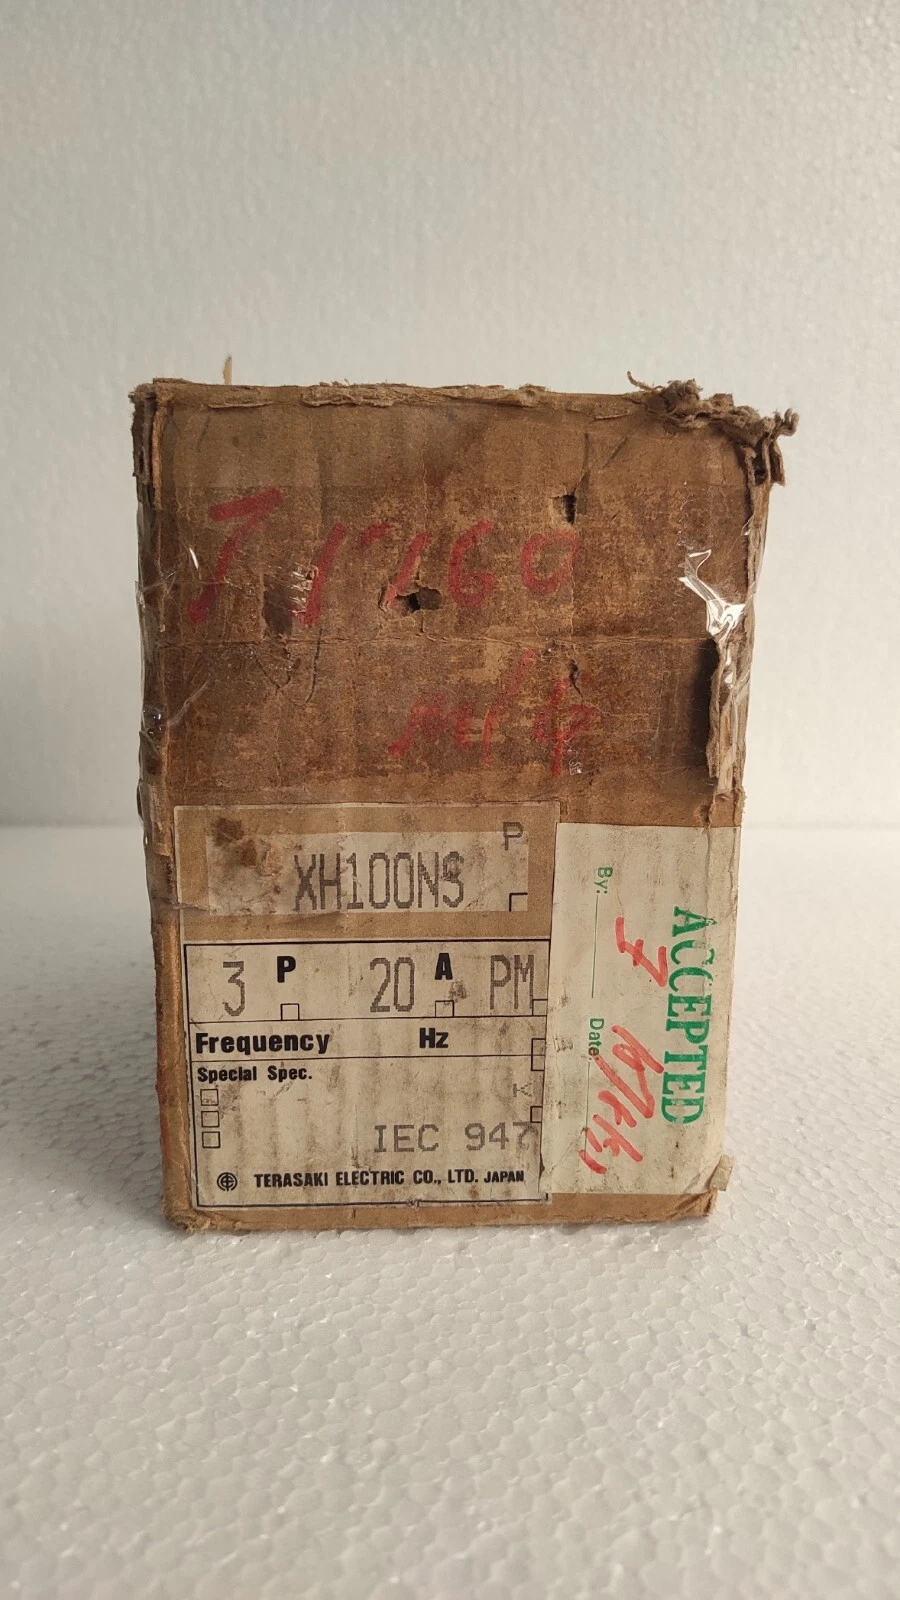 P
XH100NS
3 P 20 A PM
Frequency Hz
Special Spec.
IEC 947
TERASAKI ELECTRIC CO., LTD. JAPAN
ACCEPTED
By: Date: